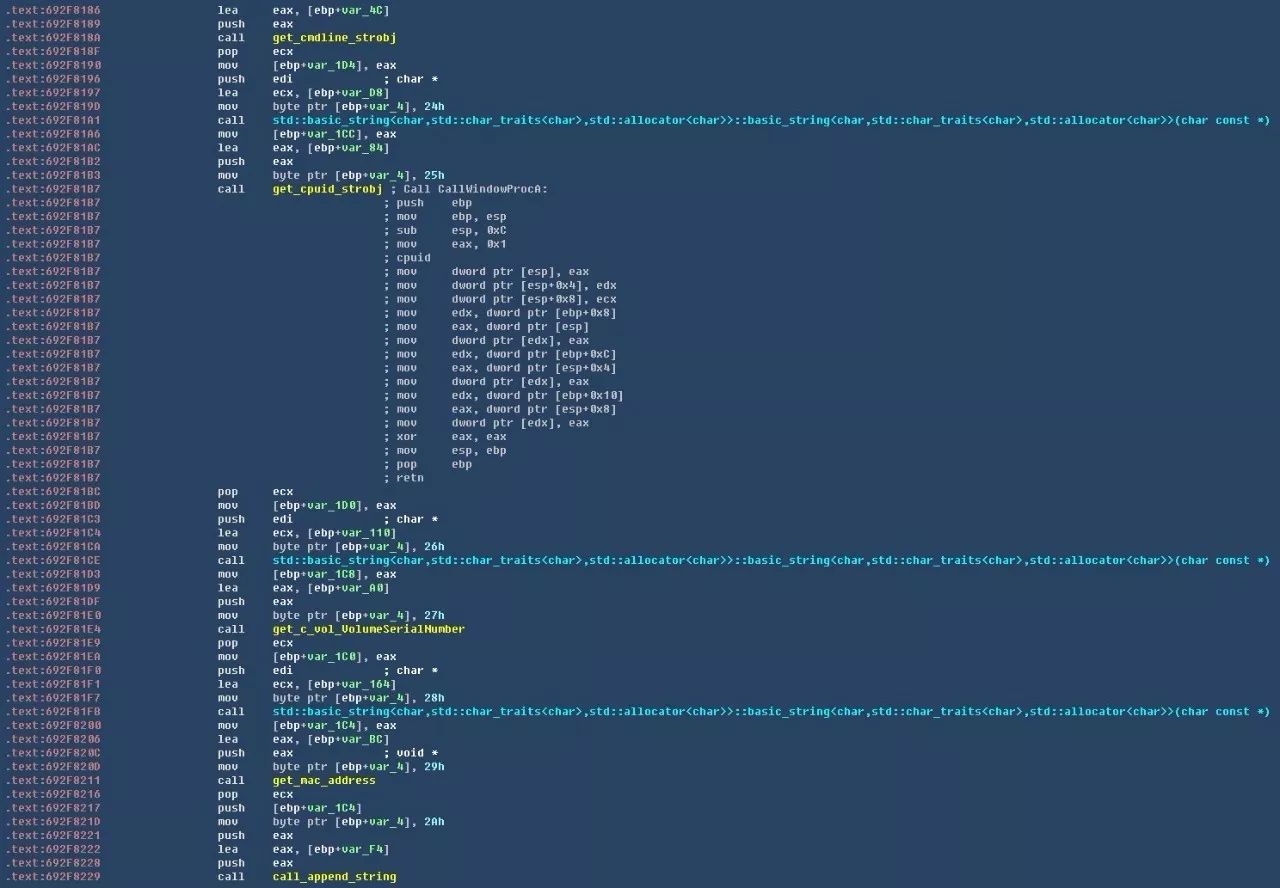 .text:692F8186 lea eax, [ebp+var_4C]
.text:692F8189 push eax
.text:692F818A call get_cmdline_strobj
.text:692F818F pop ecx
.text:692F8190 mov [ebp+var_1D4], eax
.text:692F8196 push edi ; char *
.text:692F8197 lea ecx, [ebp+var_D8]
.text:692F819D mov byte ptr [ebp+var_4], 24h
.text:692F81A1 call std::basic_string<char,std::char_traits<char>,std::allocator<char>>::basic_string<char,std::char_traits<char>,std::allocator<char>>(char const *)
.text:692F81A6 mov [ebp+var_1CC], eax
.text:692F81AC lea eax, [ebp+var_84]
.text:692F81B2 push eax
.text:692F81B3 mov byte ptr [ebp+var_4], 25h
.text:692F81B7 call get_cpuid_strobj ; Call CallWindowProcA:
.text:692F81B7 ; push ebp
.text:692F81B7 ; mov ebp, esp
.text:692F81B7 ; sub esp, 0xC
.text:692F81B7 ; mov eax, 0x1
.text:692F81B7 ; cpuid
.text:692F81B7 ; mov dword ptr [esp], eax
.text:692F81B7 ; mov dword ptr [esp+0x4], edx
.text:692F81B7 ; mov dword ptr [esp+0x8], ecx
.text:692F81B7 ; mov edx, dword ptr [ebp+0x8]
.text:692F81B7 ; mov eax, dword ptr [esp]
.text:692F81B7 ; mov dword ptr [edx], eax
.text:692F81B7 ; mov edx, dword ptr [ebp+0xC]
.text:692F81B7 ; mov eax, dword ptr [esp+0x4]
.text:692F81B7 ; mov dword ptr [edx], eax
.text:692F81B7 ; mov edx, dword ptr [ebp+0x10]
.text:692F81B7 ; mov eax, dword ptr [esp+0x8]
.text:692F81B7 ; mov dword ptr [edx], eax
.text:692F81B7 ; xor eax, eax
.text:692F81B7 ; mov esp, ebp
.text:692F81B7 ; pop ebp
.text:692F81B7 ; retn
.text:692F81BC pop ecx
.text:692F81BD mov [ebp+var_1D0], eax
.text:692F81C3 push edi ; char *
.text:692F81C4 lea ecx, [ebp+var_110]
.text:692F81CA mov byte ptr [ebp+var_4], 26h
.text:692F81CE call std::basic_string<char,std::char_traits<char>,std::allocator<char>>::basic_string<char,std::char_traits<char>,std::allocator<char>>(char const *)
.text:692F81D3 mov [ebp+var_1C8], eax
.text:692F81D9 lea eax, [ebp+var_A0]
.text:692F81DF push eax
.text:692F81E0 mov byte ptr [ebp+var_4], 27h
.text:692F81E4 call get_c_vol_VolumeSerialNumber
.text:692F81E9 pop ecx
.text:692F81EA mov [ebp+var_1C0], eax
.text:692F81F0 push edi ; char *
.text:692F81F1 lea ecx, [ebp+var_164]
.text:692F81F7 mov byte ptr [ebp+var_4], 28h
.text:692F81FB call std::basic_string<char,std::char_traits<char>,std::allocator<char>>::basic_string<char,std::char_traits<char>,std::allocator<char>>(char const *)
.text:692F8200 mov [ebp+var_1C4], eax
.text:692F8206 lea eax, [ebp+var_BC]
.text:692F820C push eax ; void *
.text:692F820D mov byte ptr [ebp+var_4], 29h
.text:692F8211 call get_mac_address
.text:692F8216 pop ecx
.text:692F8217 push [ebp+var_1C4]
.text:692F821D mov byte ptr [ebp+var_4], 2Ah
.text:692F8221 push eax
.text:692F8222 lea eax, [ebp+var_F4]
.text:692F8228 push eax
.text:692F8229 call call_append_string